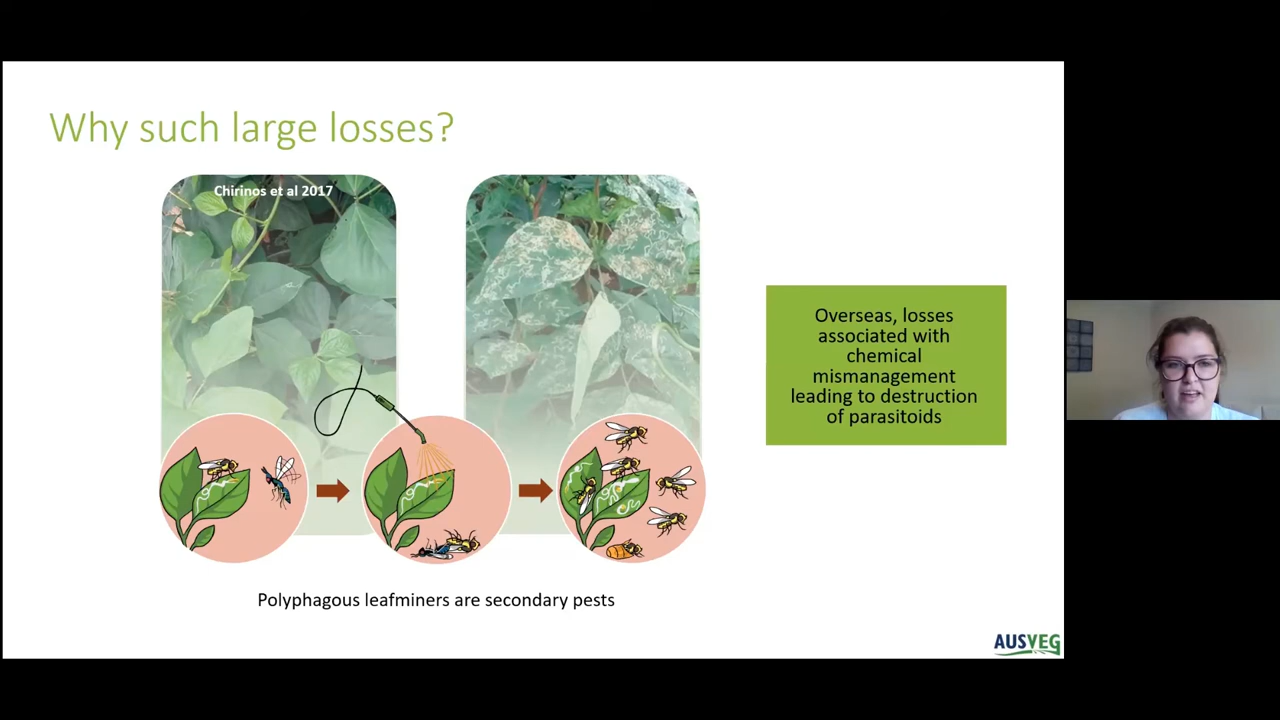 Why such large losses?
Chirinos et al 2017
Overseas, losses
associated with
chemical
mismanagement
leading to destruction
of parasitoids
Polyphagous leafminers are secondary pests
AUSVEG